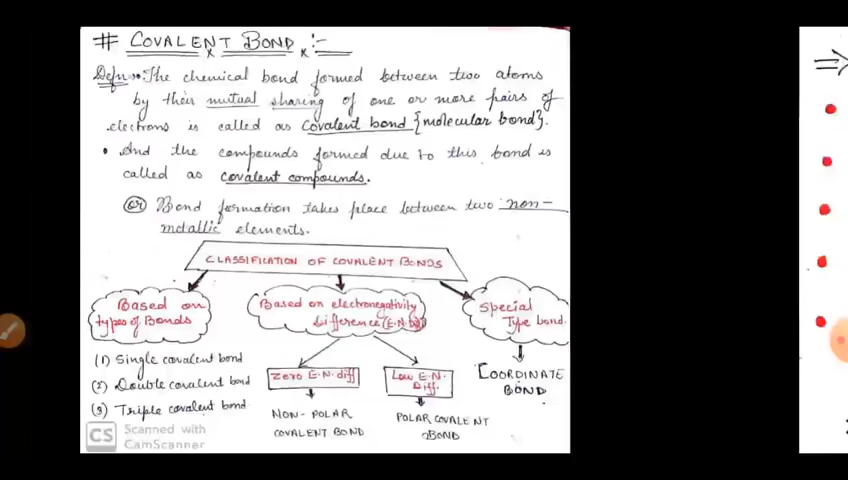 # COVALENT BOND :-
Defn :- The chemical bond formed between two atoms
by their mutual sharing of one or more pairs of
electrons is called as covalent bond {molecular bond}.
• And the compounds formed due to this bond is
called as covalent compounds.
(or) Bond formation takes place between two non-
metallic elements.
CLASSIFICATION OF COVALENT BONDS
Based on
types of Bonds
(1) Single covalent bond
(2) Double covalent bond
(3) Triple covalent bond
Based on electronegativity
difference (E.N.D)
Zero E.N. diff
NON-POLAR
COVALENT BOND
Low E.N.
Diff.
POLAR COVALENT
BOND
Special
Type bond.
COORDINATE
BOND
CS
Scanned with
CamScanner
⇒